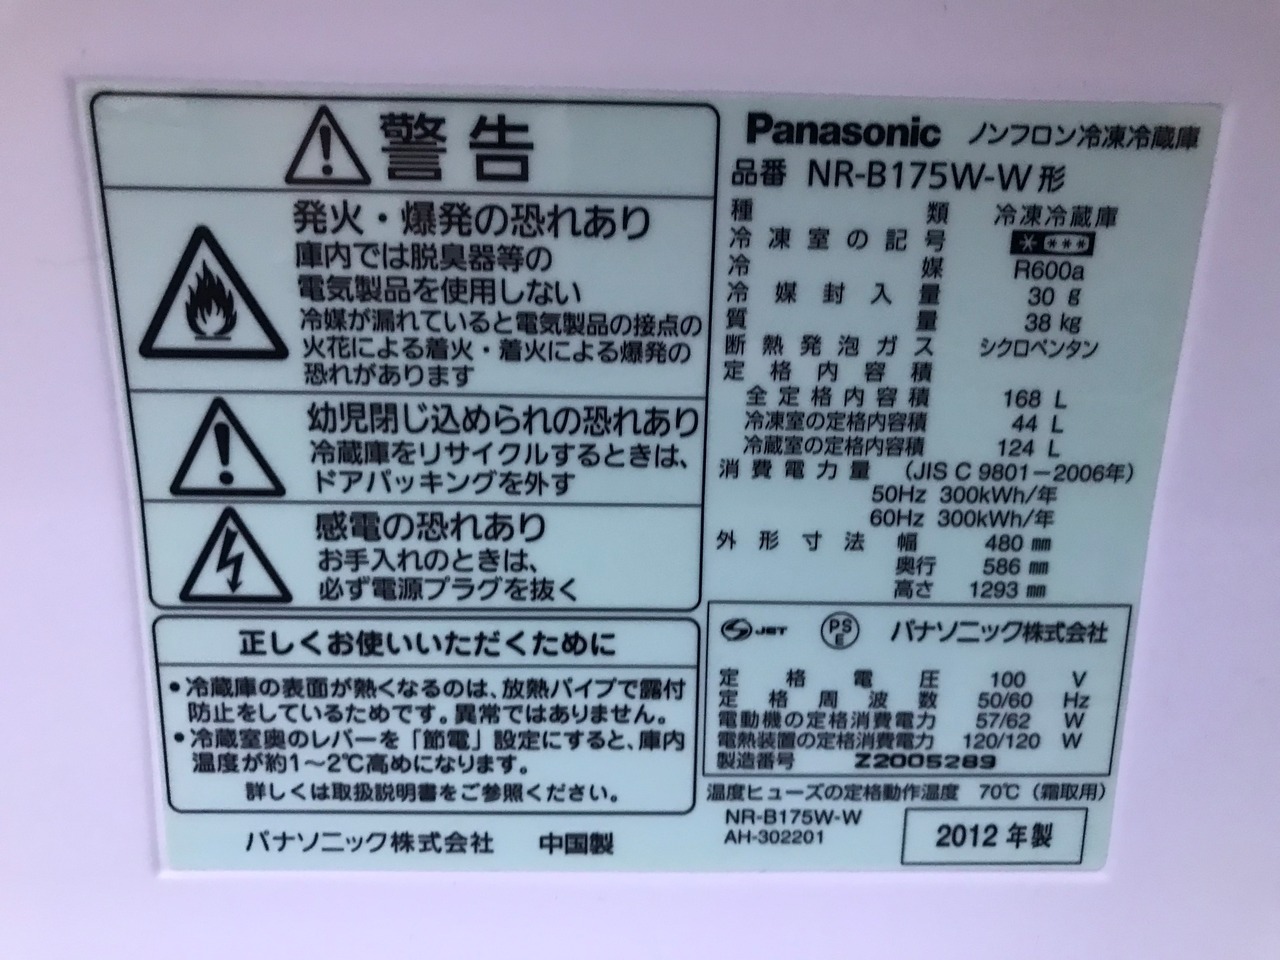 警告
発火・爆発の恐れあり
庫内では脱臭器等の
電気製品を使用しない
冷媒が漏れていると電気製品の接点の
火花による着火・着火による爆発の
恐れがあります
幼児閉じ込められの恐れあり
冷蔵庫をリサイクルするときは、
ドアパッキングを外す
感電の恐れあり
お手入れのときは、
必ず電源プラグを抜く
正しくお使いいただくために
・冷蔵庫の表面が熱くなるのは、放熱パイプで露付
防止をしているためです。異常ではありません。
・冷蔵室奥のレバーを「節電」設定にすると、庫内
温度が約1～2℃高めになります。
詳しくは取扱説明書をご参照ください。
パナソニック株式会社 中国製
Panasonic ノンフロン冷凍冷蔵庫
品番 NR-B175W-W形
種類 冷凍冷蔵庫
冷凍室の記号 * ***
冷媒 R600a
冷媒封入量 30 g
質量 38 kg
断熱発泡ガス シクロペンタン
定格内容積
全定格内容積 168 L
冷凍室の定格内容積 44 L
冷蔵室の定格内容積 124 L
消費電力量 (JIS C 9801-2006年)
50Hz 300kWh/年
60Hz 300kWh/年
外形寸法 幅 480 mm
奥行 586 mm
高さ 1293 mm
S JET PS E パナソニック株式会社
定格電圧 100 V
定格周波数 50/60 Hz
電動機の定格消費電力 57/62 W
電熱装置の定格消費電力 120/120 W
製造番号 Z2005289
温度ヒューズの定格動作温度 70℃(霜取用)
NR-B175W-W
AH-302201
2012年製